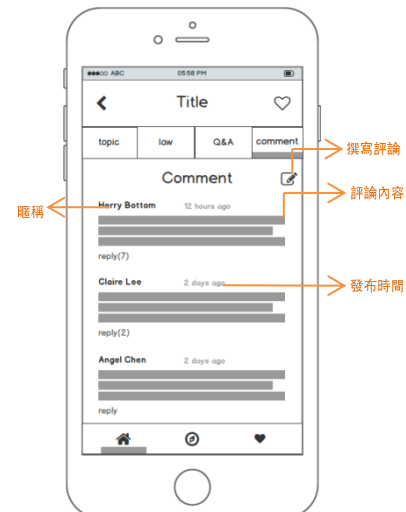 ABC 05:58 PM
Title
topic law Q&A comment
撰寫評論
Comment
評論內容
暱稱
Herry Bottom 12 hours ago
reply(7)
Claire Lee 2 days ago
發布時間
reply(2)
Angel Chen 2 days ago
reply